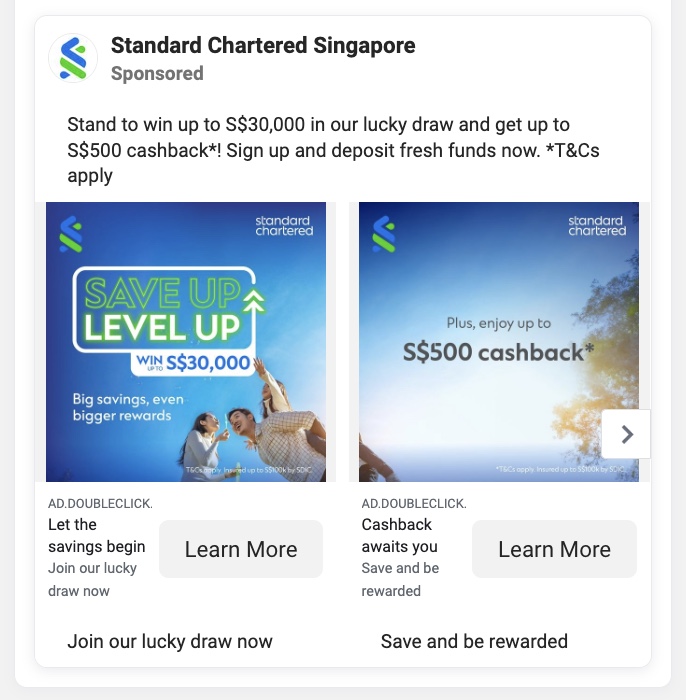 Standard Chartered Singapore
Sponsored
Stand to win up to S$30,000 in our lucky draw and get up to
S$500 cashback*! Sign up and deposit fresh funds now. *T&Cs
apply
standard
chartered
SAVE UP
LEVEL UP
WIN UP TO S$30,000
Big savings, even
bigger rewards
T&Cs apply. Insured up to S$100k by SDIC.
standard
chartered
Plus, enjoy up to
S$500 cashback*
*T&Cs apply. Insured up to S$100k by SDIC.
AD.DOUBLECLICK.
Let the
savings begin
Join our lucky
draw now
Learn More
AD.DOUBLECLICK.
Cashback
awaits you
Save and be
rewarded
Learn More
Join our lucky draw now
Save and be rewarded